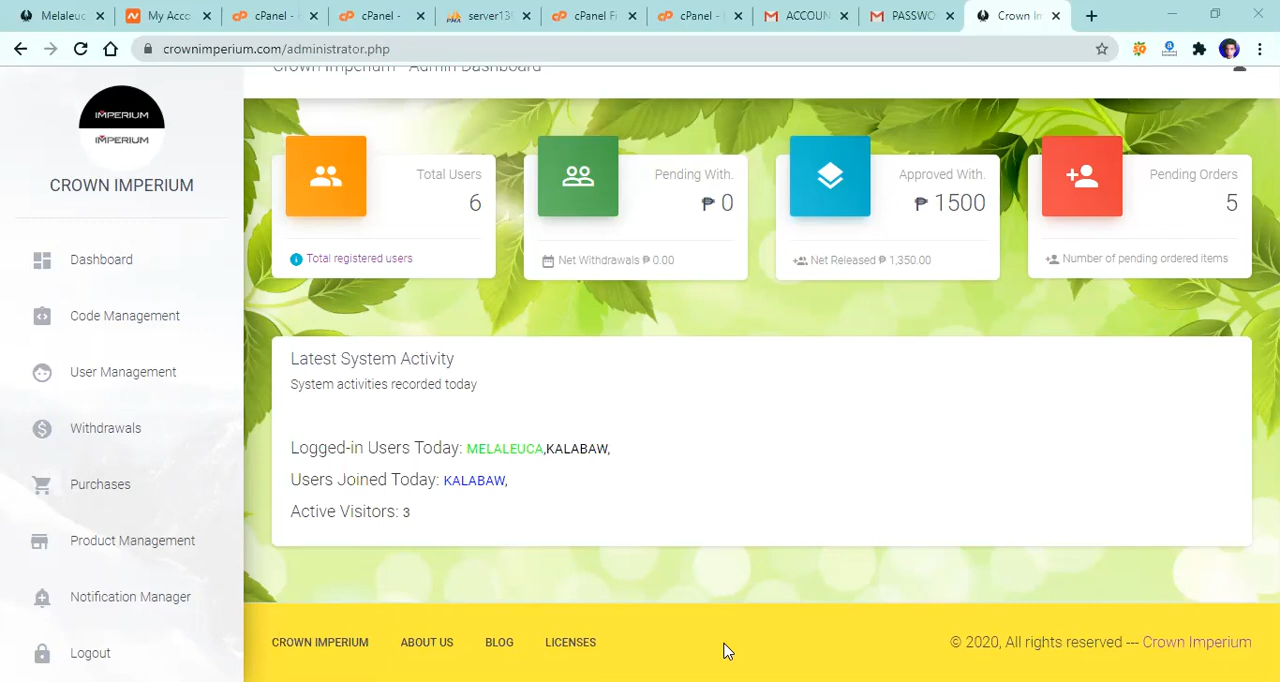 Melaleuc
My Acco
cPanel -
cPanel -
server13
cPanel Fi
cPanel -
ACCOUN
PASSWO
Crown Im
crownimperium.com/administrator.php
Crown Imperium - Admin Dashboard
IMPERIUM
IMPERIUM
CROWN IMPERIUM
Dashboard
Code Management
User Management
Withdrawals
Purchases
Product Management
Notification Manager
Logout
Total Users
6
Total registered users
Pending With.
₱ 0
Net Withdrawals ₱ 0.00
Approved With.
₱ 1500
Net Released ₱ 1,350.00
Pending Orders
5
Number of pending ordered items
Latest System Activity
System activities recorded today
Logged-in Users Today: MELALEUCA,KALABAW,
Users Joined Today: KALABAW,
Active Visitors: 3
CROWN IMPERIUM ABOUT US BLOG LICENSES
© 2020, All rights reserved --- Crown Imperium